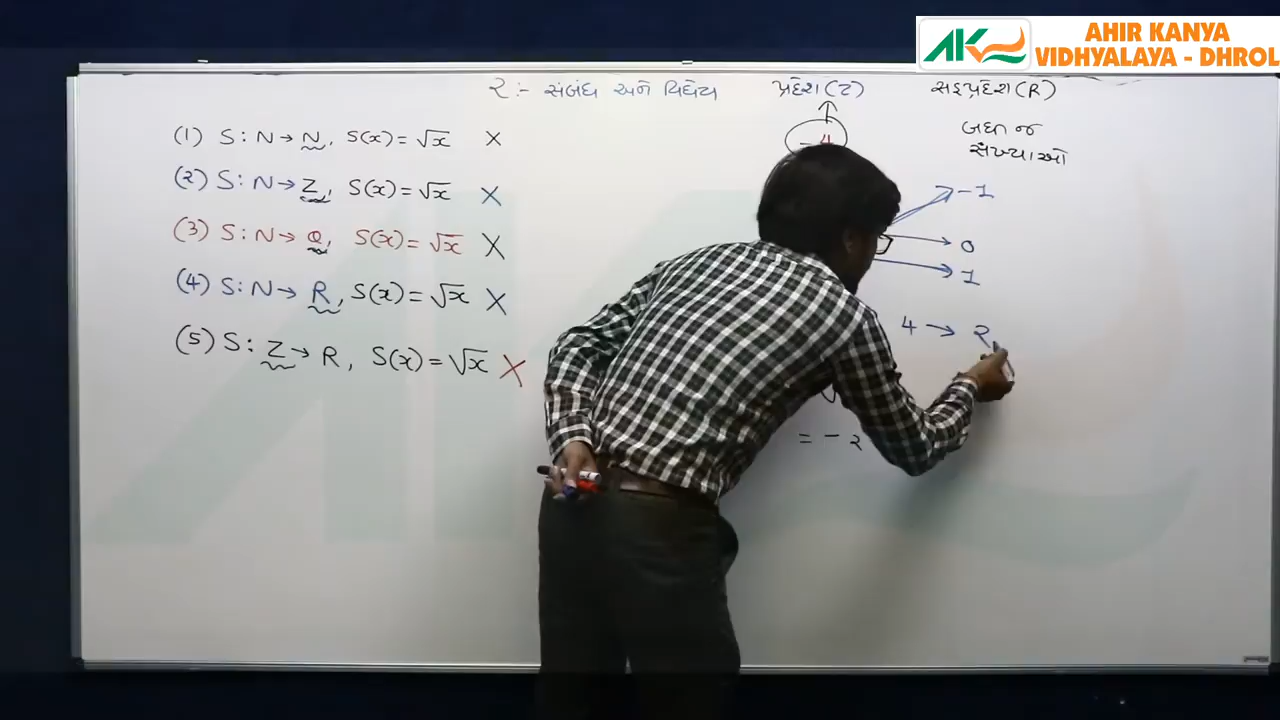 AHIR KANYA
VIDHYALAYA - DHROL
૨ :- સંબંધ અને વિધેય
પ્રદેશ (Z)
સહપ્રદેશ (R)
બધા જ
સંખ્યાઓ
(1) S : N → N, S(x) = √x ×
(2) S : N → Z, S(x) = √x ×
(3) S : N → Q, S(x) = √x ×
(4) S : N → R, S(x) = √x ×
(5) S : Z → R, S(x) = √x ×
-1
0
1
4 → 2,
= - 2